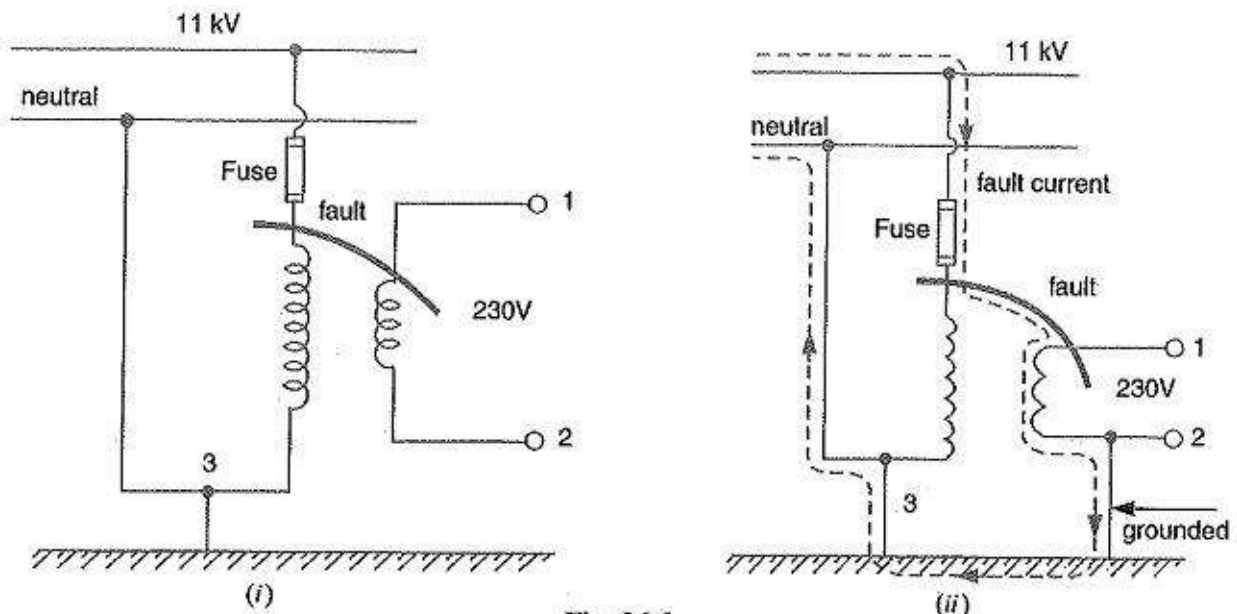 11 kV
neutral
Fuse
fault
1
230V
2
3
(i)
11 kV
neutral
fault current
Fuse
fault
1
230V
2
3
grounded
(ii)